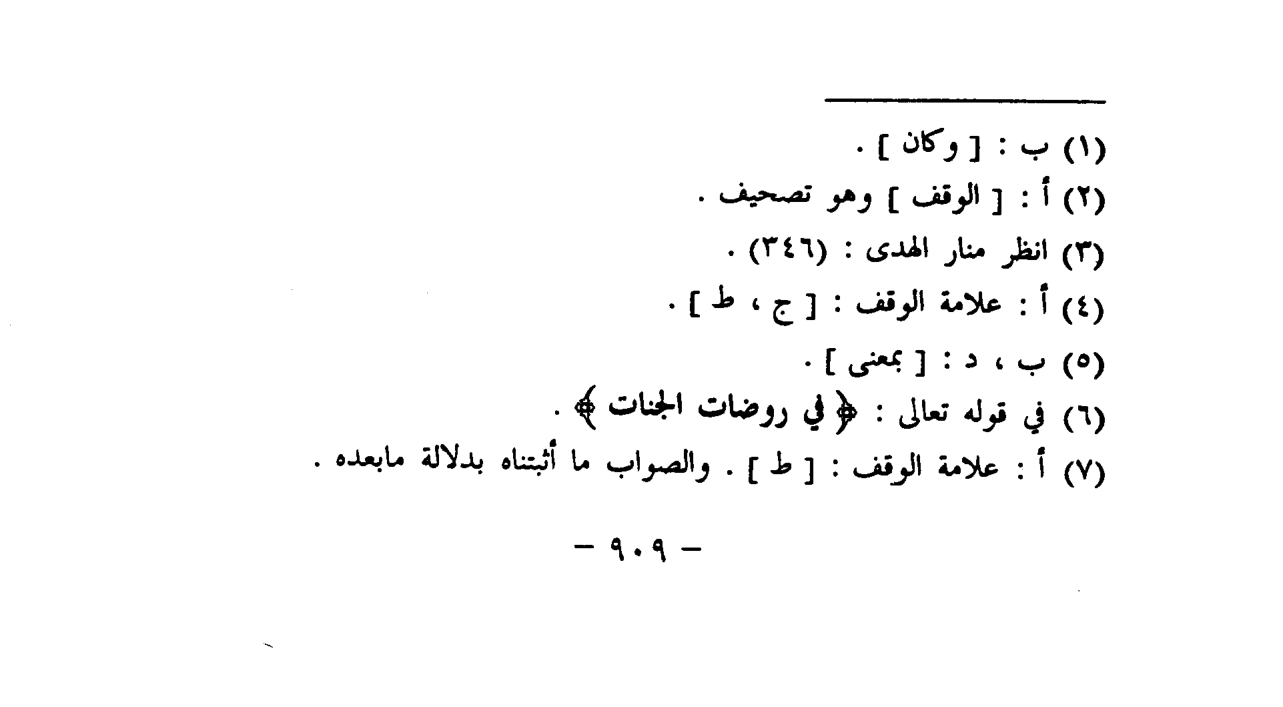 (١) ب : [ وكان ] .
(٢) أ : [ الوقف ] وهو تصحيف .
(٣) انظر منار الهدى : (٣٤٦) .
(٤) أ : علامة الوقف : [ ج ، ط ] .
(٥) ب ، د : [ بمعنى ] .
(٦) في قوله تعالى : ﴿ في روضات الجنات ﴾ .
(٧) أ : علامة الوقف : [ ط ] . والصواب ما أثبتناه بدلالة مابعده .
– ٩٠٩ –